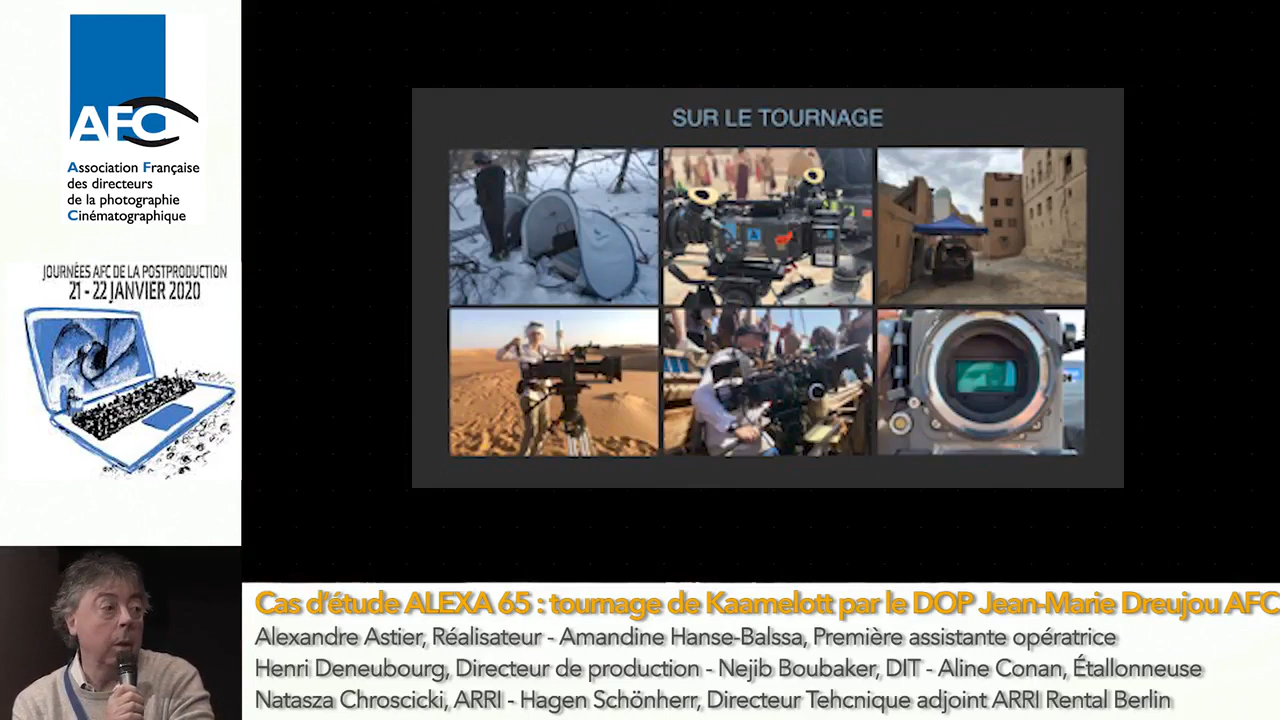 AFC
Association Française
des directeurs
de la photographie
Cinématographique
JOURNÉES AFC DE LA POSTPRODUCTION
21 - 22 JANVIER 2020
SUR LE TOURNAGE
A
Cas d'étude ALEXA 65 : tournage de Kaamelott par le DOP Jean-Marie Dreujou AFC
Alexandre Astier, Réalisateur - Amandine Hanse-Balssa, Première assistante opératrice
Henri Deneubourg, Directeur de production - Nejib Boubaker, DIT - Aline Conan, Étallonneuse
Natasza Chroscicki, ARRI - Hagen Schönherr, Directeur Tehcnique adjoint ARRI Rental Berlin